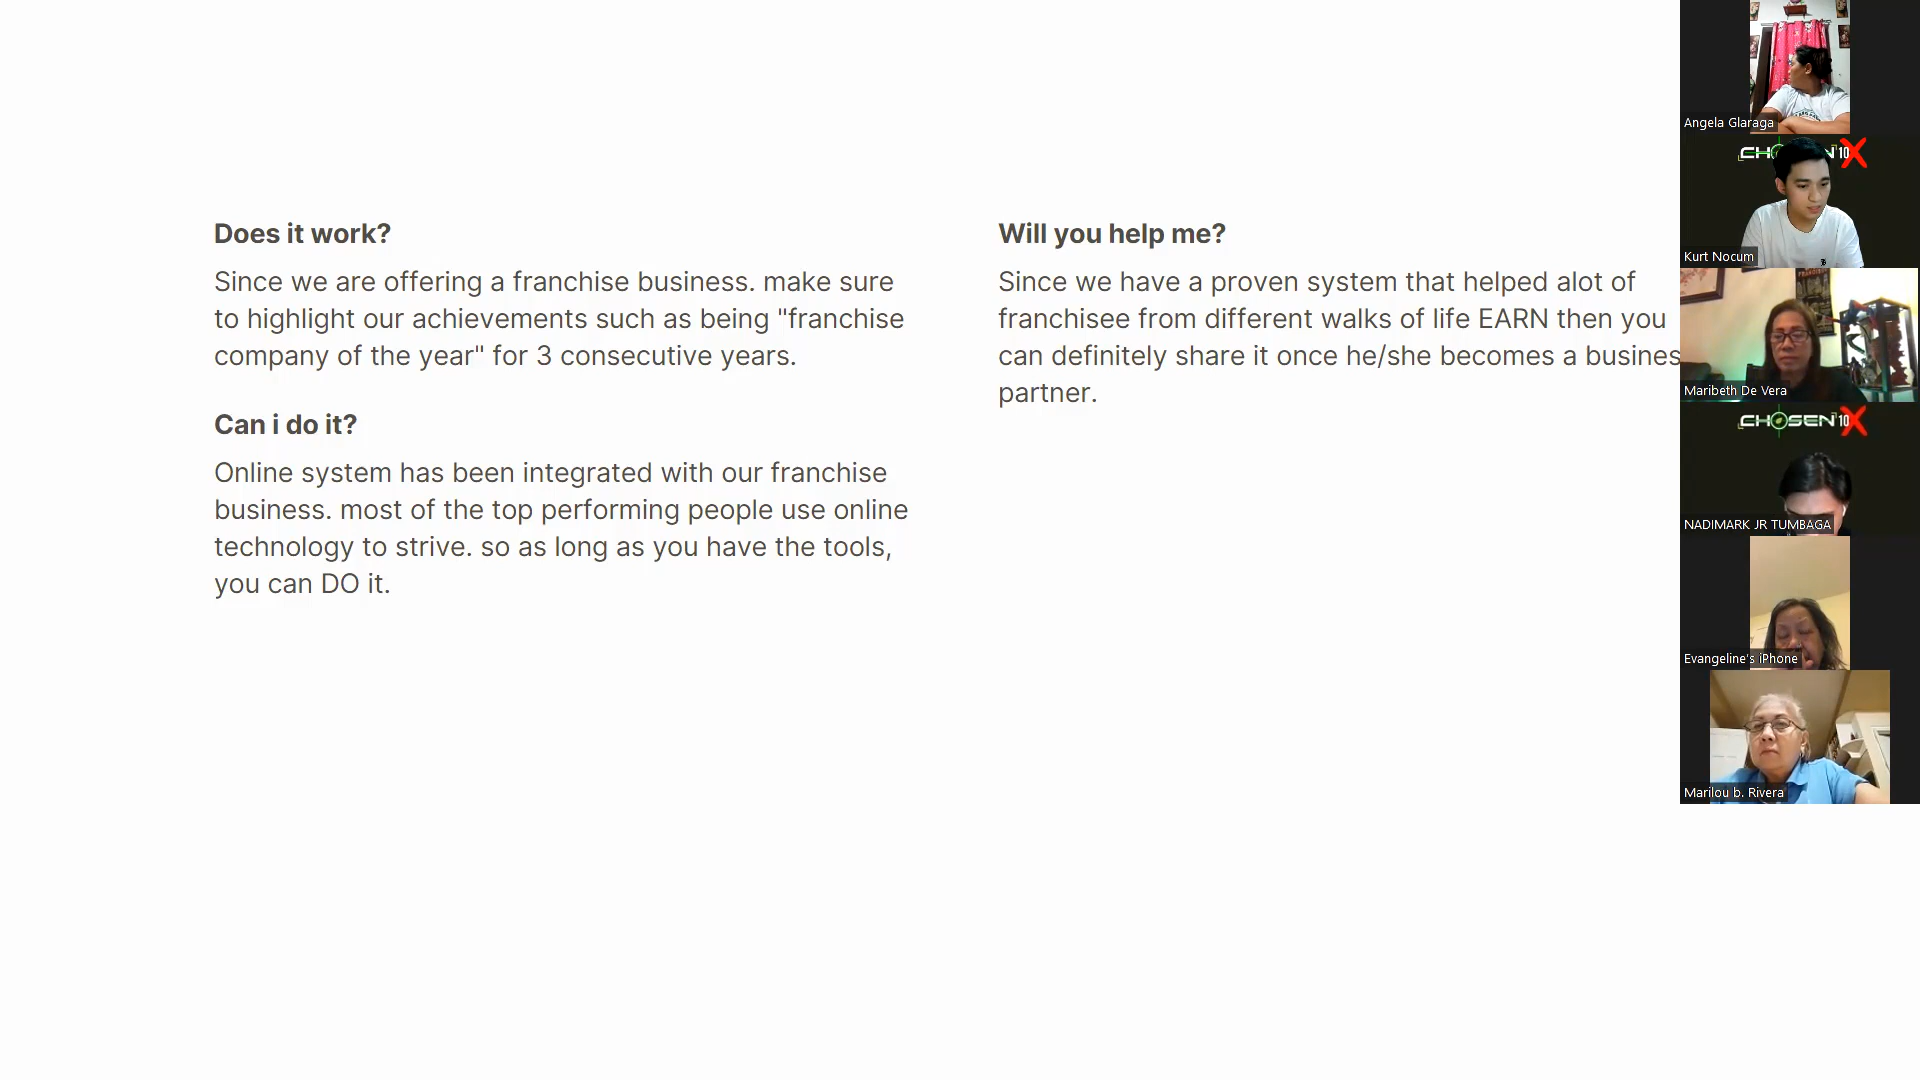 Does it work?
Since we are offering a franchise business. make sure
to highlight our achievements such as being "franchise
company of the year" for 3 consecutive years.
Can i do it?
Online system has been integrated with our franchise
business. most of the top performing people use online
technology to strive. so as long as you have the tools,
you can DO it.
Will you help me?
Since we have a proven system that helped alot of
franchisee from different walks of life EARN then you
can definitely share it once he/she becomes a busines
partner.
Angela Glaraga
CH N 10X
Kurt Nocum
Maribeth De Vera
CHOSEN 10X
NADIMARK JR TUMBAGA
Evangeline's iPhone
Marilou b. Rivera